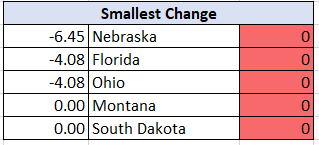 Smallest Change
-6.45 Nebraska 0
-4.08 Florida 0
-4.08 Ohio 0
0.00 Montana 0
0.00 South Dakota 0